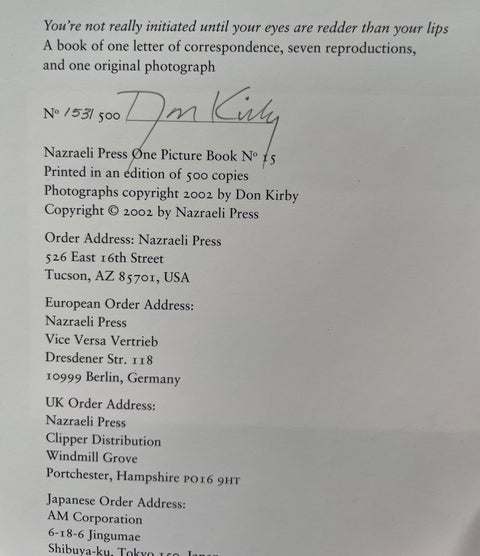 You're not really initiated until your eyes are redder than your lips
A book of one letter of correspondence, seven reproductions,
and one original photograph
Nº 153/ 500 Don Kirby
Nazraeli Press One Picture Book Nº 15
Printed in an edition of 500 copies
Photographs copyright 2002 by Don Kirby
Copyright © 2002 by Nazraeli Press
Order Address: Nazraeli Press
526 East 16th Street
Tucson, AZ 85701, USA
European Order Address:
Nazraeli Press
Vice Versa Vertrieb
Dresdener Str. 118
10999 Berlin, Germany
UK Order Address:
Nazraeli Press
Clipper Distribution
Windmill Grove
Portchester, Hampshire PO16 9HT
Japanese Order Address:
AM Corporation
6-18-6 Jingumae
Shibuya-ku, Tokyo 150, Japan